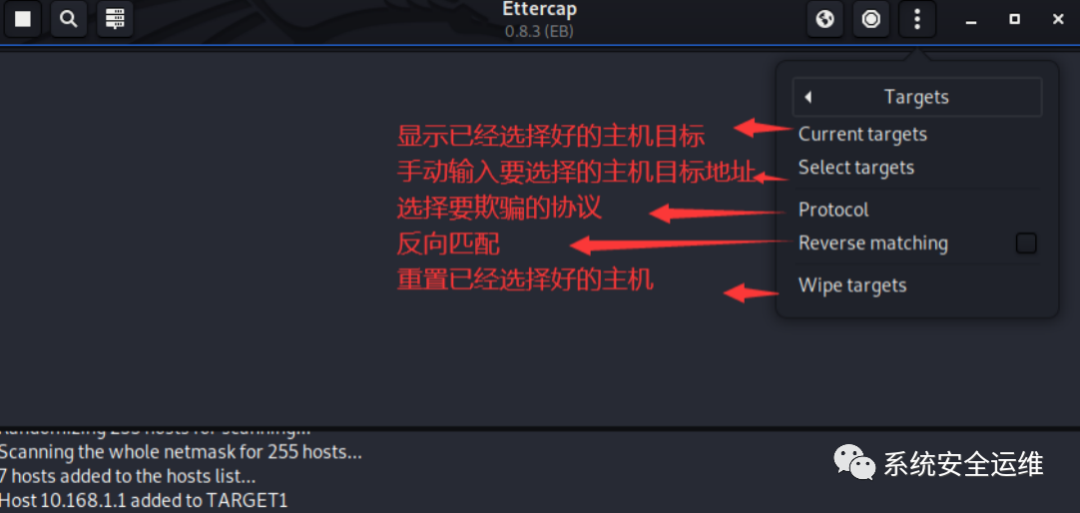 Ettercap
0.8.3 (EB)
Targets
显示已经选择好的主机目标
Current targets
手动输入要选择的主机目标地址
Select targets
选择要欺骗的协议
Protocol
反向匹配
Reverse matching
重置已经选择好的主机
Wipe targets
Randomizing 255 hosts for scanning...
Scanning the whole netmask for 255 hosts...
7 hosts added to the hosts list...
Host 10.168.1.1 added to TARGET1
系统安全运维